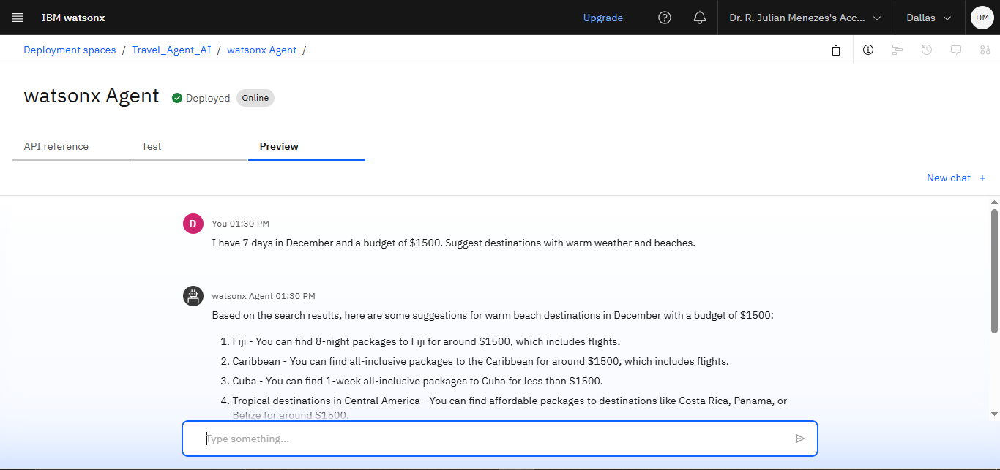 IBM watsonx
Upgrade
Dr. R. Julian Menezes's Acc...
Dallas
DM
Deployment spaces / Travel_Agent_AI / watsonx Agent /
watsonx Agent
Deployed
Online
API reference
Test
Preview
New chat +
D
You 01:30 PM
I have 7 days in December and a budget of $1500. Suggest destinations with warm weather and beaches.
watsonx Agent 01:30 PM
Based on the search results, here are some suggestions for warm beach destinations in December with a budget of $1500:
1. Fiji - You can find 8-night packages to Fiji for around $1500, which includes flights.
2. Caribbean - You can find all-inclusive packages to the Caribbean for around $1500, which includes flights.
3. Cuba - You can find 1-week all-inclusive packages to Cuba for less than $1500.
4. Tropical destinations in Central America - You can find affordable packages to destinations like Costa Rica, Panama, or
Belize for around $1500.
Type something...